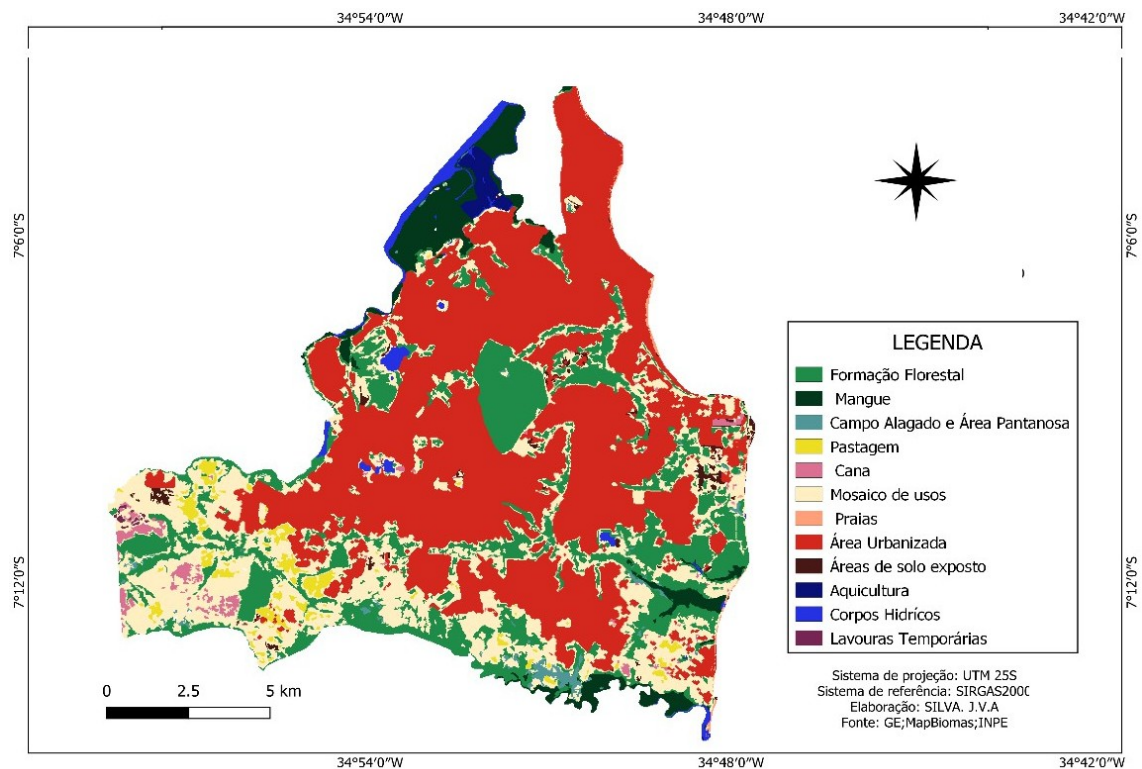 34°54'0"W 34°48'0"W 34°42'0"W
7°6'0"S 7°6'0"S
LEGENDA
Formação Florestal
Mangue
Campo Alagado e Área Pantanosa
Pastagem
Cana
Mosaico de usos
Praias
Área Urbanizada
Áreas de solo exposto
Aquicultura
Corpos Hidrícos
Lavouras Temporárias
7°12'0"S 7°12'0"S
Sistema de projeção: UTM 25S
Sistema de referência: SIRGAS2000
Elaboração: SILVA. J.V.A
Fonte: GE;MapBiomas;INPE
0 2.5 5 km
34°54'0"W 34°48'0"W 34°42'0"W